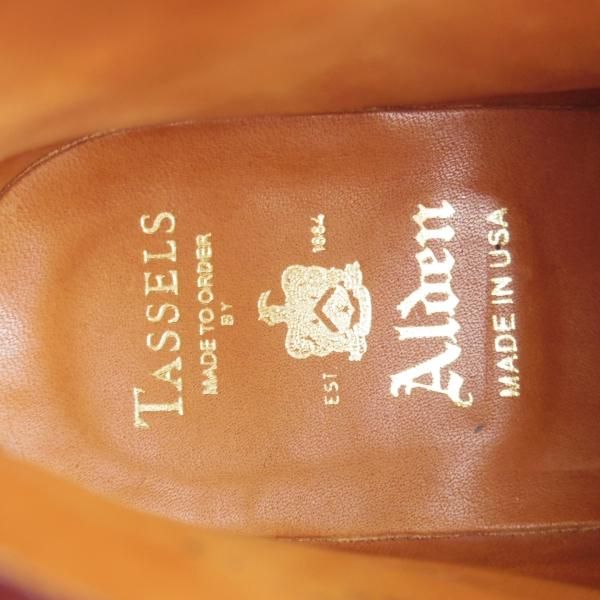 TASSELS
MADE TO ORDER
BY
EST 1884
Alden
MADE IN USA